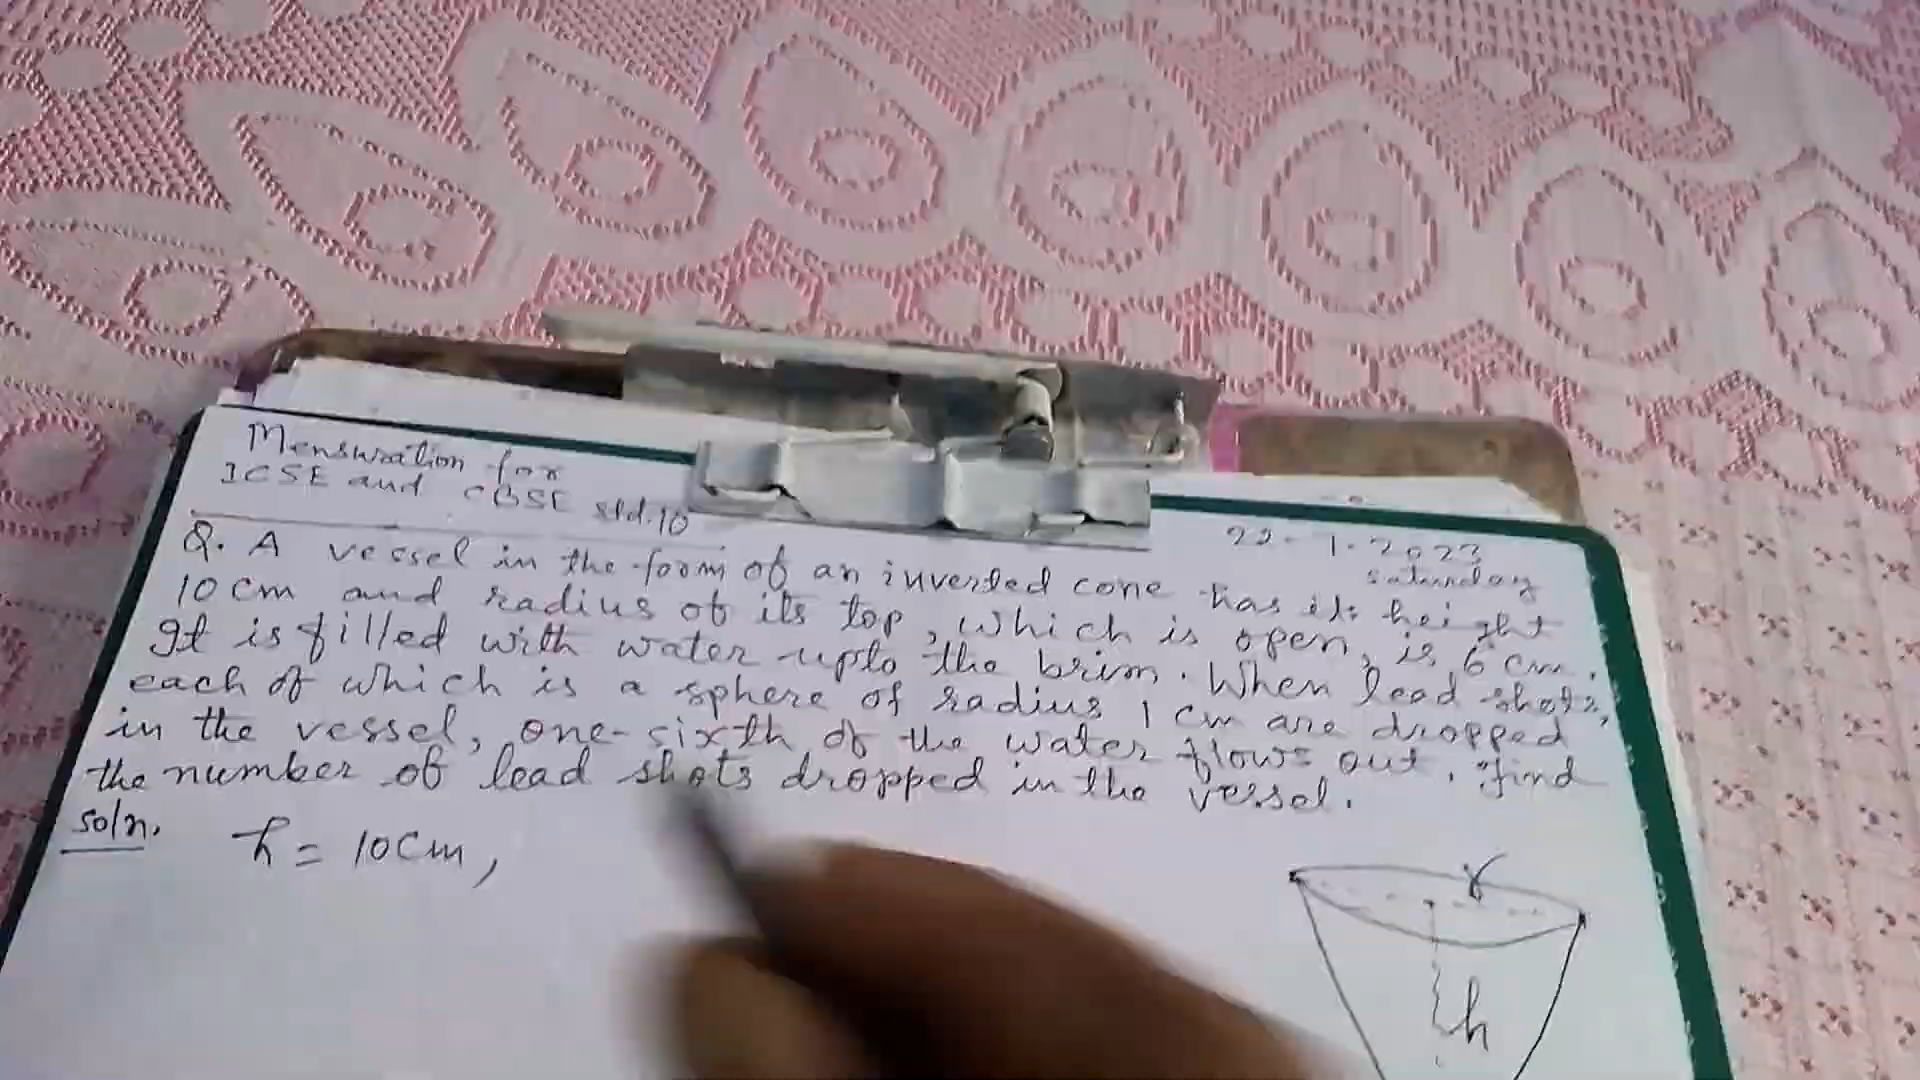 Mensuration for
ICSE and CBSE std.10
22-1-2023
saturday
Q. A vessel in the form of an inverted cone has its height
10 cm and radius of its top, which is open, is 6 cm.
It is filled with water upto the brim. When lead shots,
each of which is a sphere of radius 1 cm are dropped
in the vessel, one-sixth of the water flows out. find
the number of lead shots dropped in the vessel.
soln. h = 10cm,
r
h